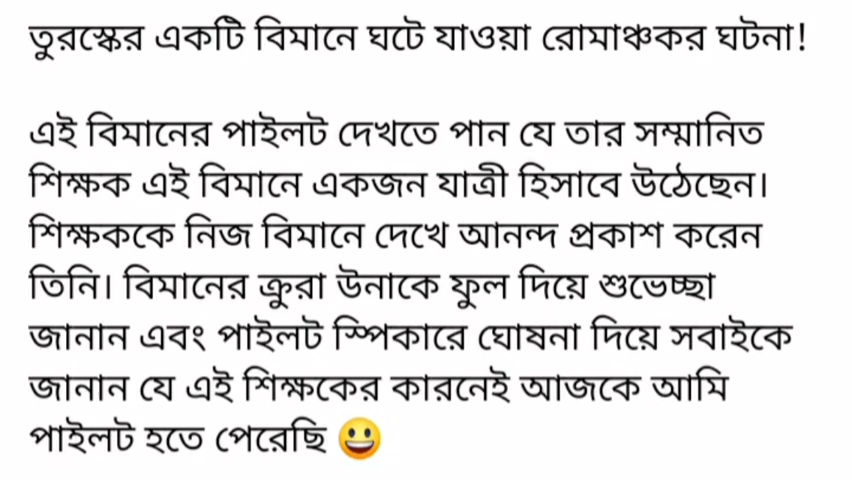 তুরস্কের একটি বিমানে ঘটে যাওয়া রোমাঞ্চকর ঘটনা!
এই বিমানের পাইলট দেখতে পান যে তার সম্মানিত
শিক্ষক এই বিমানে একজন যাত্রী হিসাবে উঠেছেন।
শিক্ষককে নিজ বিমানে দেখে আনন্দ প্রকাশ করেন
তিনি। বিমানের ক্রুরা উনাকে ফুল দিয়ে শুভেচ্ছা
জানান এবং পাইলট স্পিকারে ঘোষনা দিয়ে সবাইকে
জানান যে এই শিক্ষকের কারনেই আজকে আমি
পাইলট হতে পেরেছি 😀